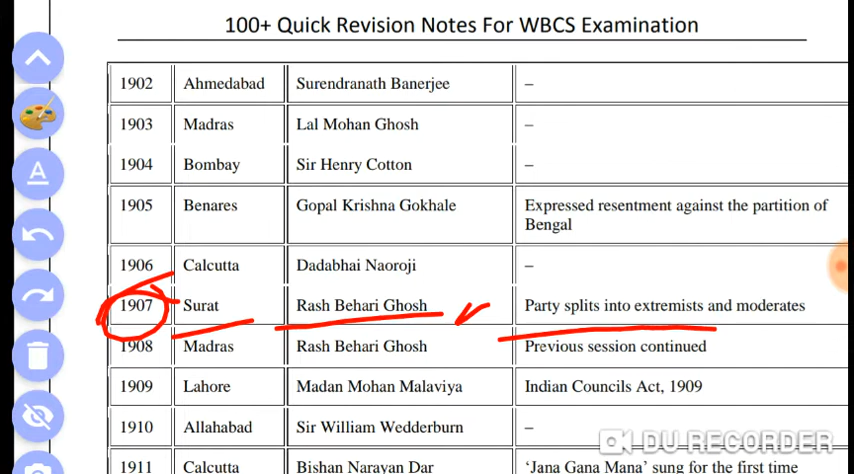 100+ Quick Revision Notes For WBCS Examination
1902 Ahmedabad Surendranath Banerjee –
1903 Madras Lal Mohan Ghosh –
1904 Bombay Sir Henry Cotton –
1905 Benares Gopal Krishna Gokhale Expressed resentment against the partition of
Bengal
1906 Calcutta Dadabhai Naoroji –
1907 Surat Rash Behari Ghosh Party splits into extremists and moderates
1908 Madras Rash Behari Ghosh Previous session continued
1909 Lahore Madan Mohan Malaviya Indian Councils Act, 1909
1910 Allahabad Sir William Wedderburn –
DU RECORDER
1911 Calcutta Bishan Narayan Dar ‘Jana Gana Mana’ sung for the first time
A